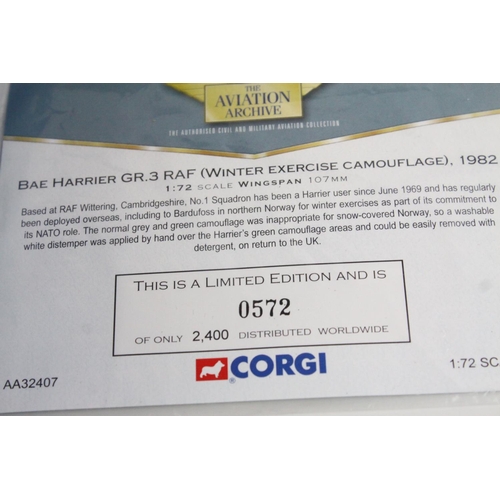 THE
AVIATION
ARCHIVE
THE AUTHORISED CIVIL AND MILITARY AVIATION COLLECTION
BAE HARRIER GR.3 RAF (WINTER EXERCISE CAMOUFLAGE), 1982
1:72 SCALE WINGSPAN 107MM
Based at RAF Wittering, Cambridgeshire, No.1 Squadron has been a Harrier user since June 1969 and has regularly
been deployed overseas, including to Bardufoss in northern Norway for winter exercises as part of its commitment to
its NATO role. The normal grey and green camouflage was inappropriate for snow-covered Norway, so a washable
white distemper was applied by hand over the Harrier's green camouflage areas and could be easily removed with
detergent, on return to the UK.
THIS IS A LIMITED EDITION AND IS
0572
OF ONLY 2,400 DISTRIBUTED WORLDWIDE
CORGI
AA32407
1:72 SC